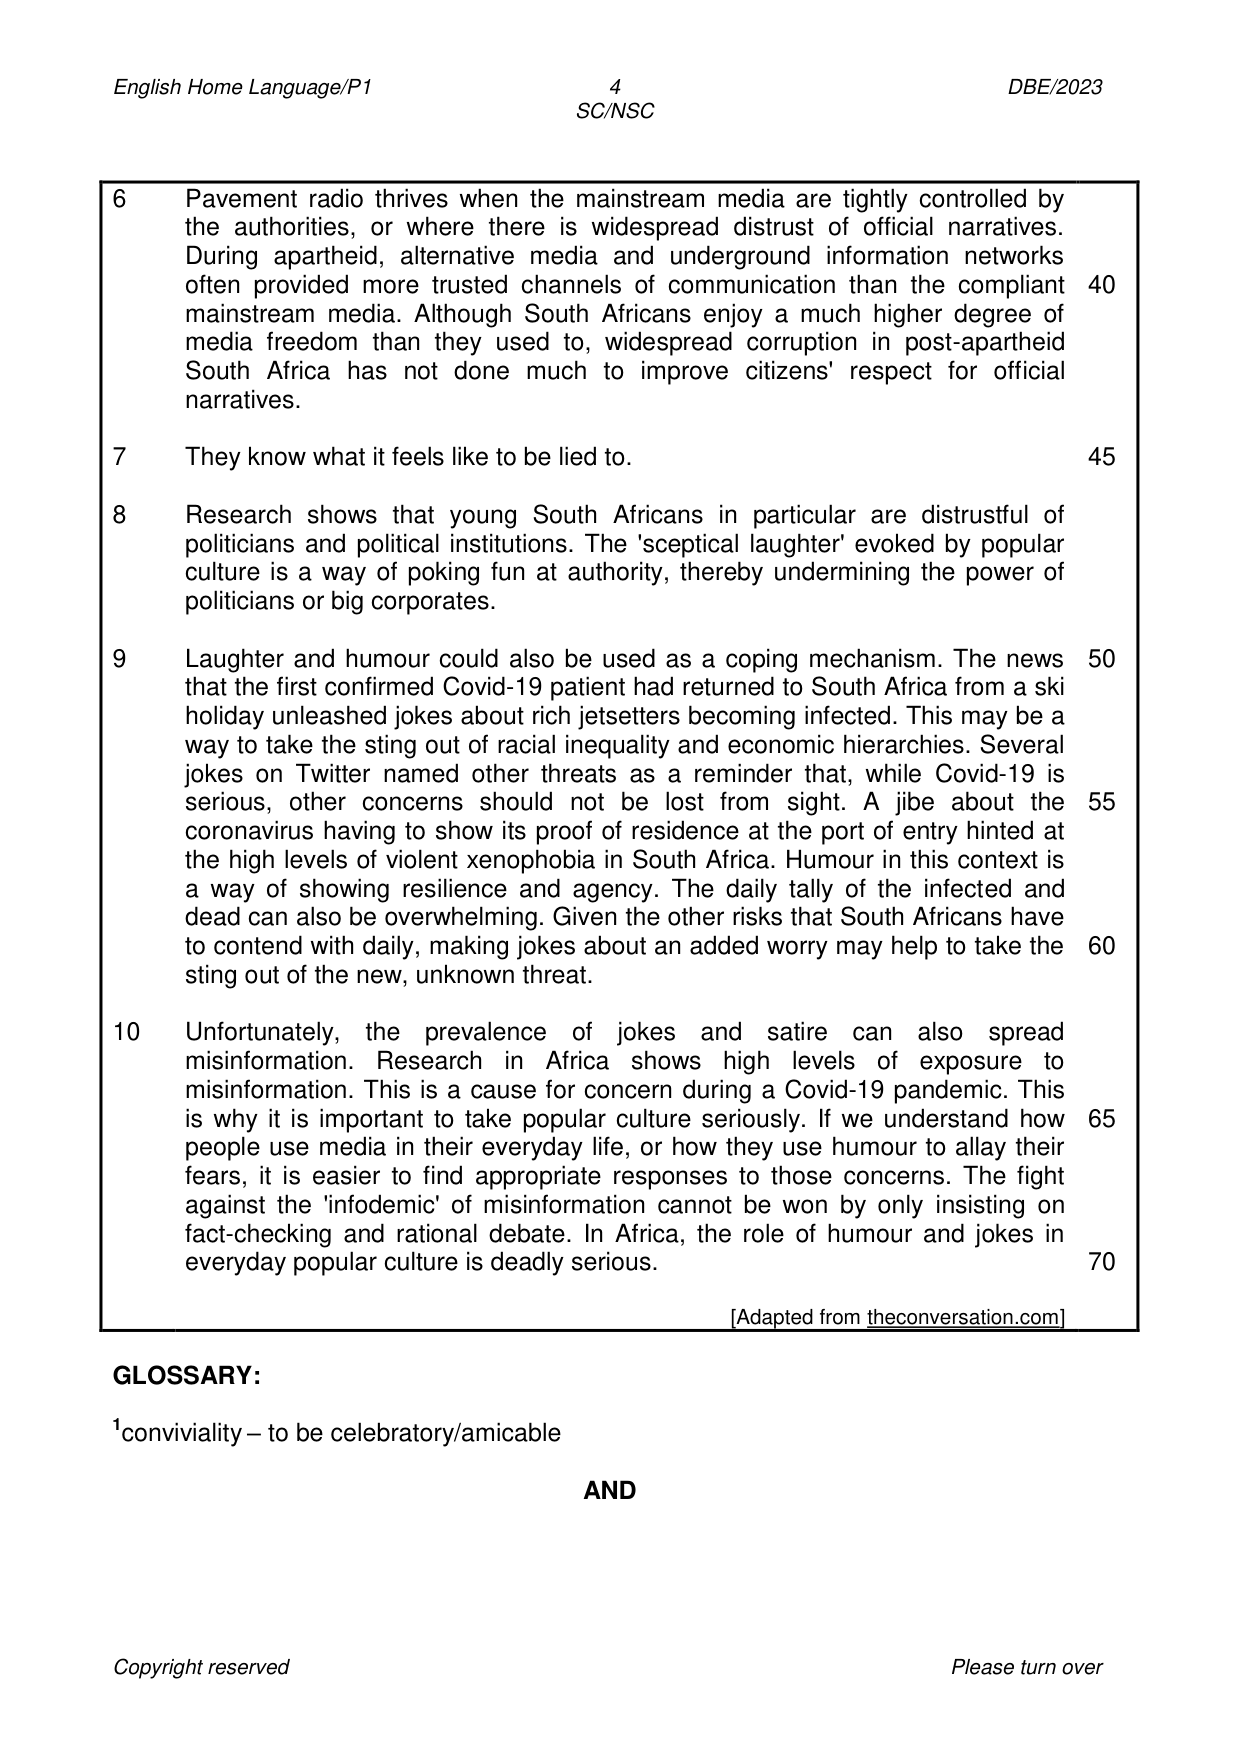 English Home Language/P1 4 DBE/2023
SC/NSC
6 Pavement radio thrives when the mainstream media are tightly controlled by
the authorities, or where there is widespread distrust of official narratives.
During apartheid, alternative media and underground information networks
often provided more trusted channels of communication than the compliant 40
mainstream media. Although South Africans enjoy a much higher degree of
media freedom than they used to, widespread corruption in post-apartheid
South Africa has not done much to improve citizens' respect for official
narratives.
7 They know what it feels like to be lied to. 45
8 Research shows that young South Africans in particular are distrustful of
politicians and political institutions. The 'sceptical laughter' evoked by popular
culture is a way of poking fun at authority, thereby undermining the power of
politicians or big corporates.
9 Laughter and humour could also be used as a coping mechanism. The news 50
that the first confirmed Covid-19 patient had returned to South Africa from a ski
holiday unleashed jokes about rich jetsetters becoming infected. This may be a
way to take the sting out of racial inequality and economic hierarchies. Several
jokes on Twitter named other threats as a reminder that, while Covid-19 is
serious, other concerns should not be lost from sight. A jibe about the 55
coronavirus having to show its proof of residence at the port of entry hinted at
the high levels of violent xenophobia in South Africa. Humour in this context is
a way of showing resilience and agency. The daily tally of the infected and
dead can also be overwhelming. Given the other risks that South Africans have
to contend with daily, making jokes about an added worry may help to take the 60
sting out of the new, unknown threat.
10 Unfortunately, the prevalence of jokes and satire can also spread
misinformation. Research in Africa shows high levels of exposure to
misinformation. This is a cause for concern during a Covid-19 pandemic. This
is why it is important to take popular culture seriously. If we understand how 65
people use media in their everyday life, or how they use humour to allay their
fears, it is easier to find appropriate responses to those concerns. The fight
against the 'infodemic' of misinformation cannot be won by only insisting on
fact-checking and rational debate. In Africa, the role of humour and jokes in
everyday popular culture is deadly serious. 70
[Adapted from theconversation.com]
GLOSSARY:
¹conviviality – to be celebratory/amicable
AND
Copyright reserved Please turn over